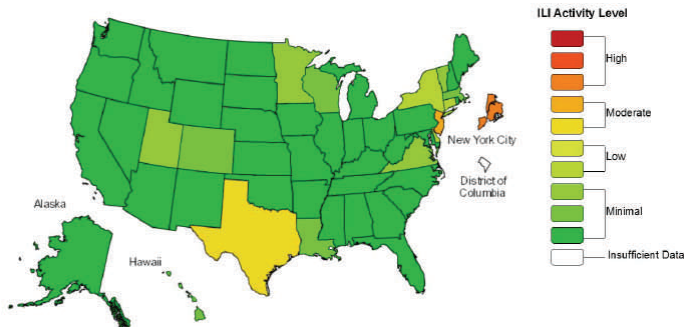 ILI Activity Level
High
Moderate
Low
Minimal
Insufficient Data
New York City
District of
Columbia
Alaska
Hawaii